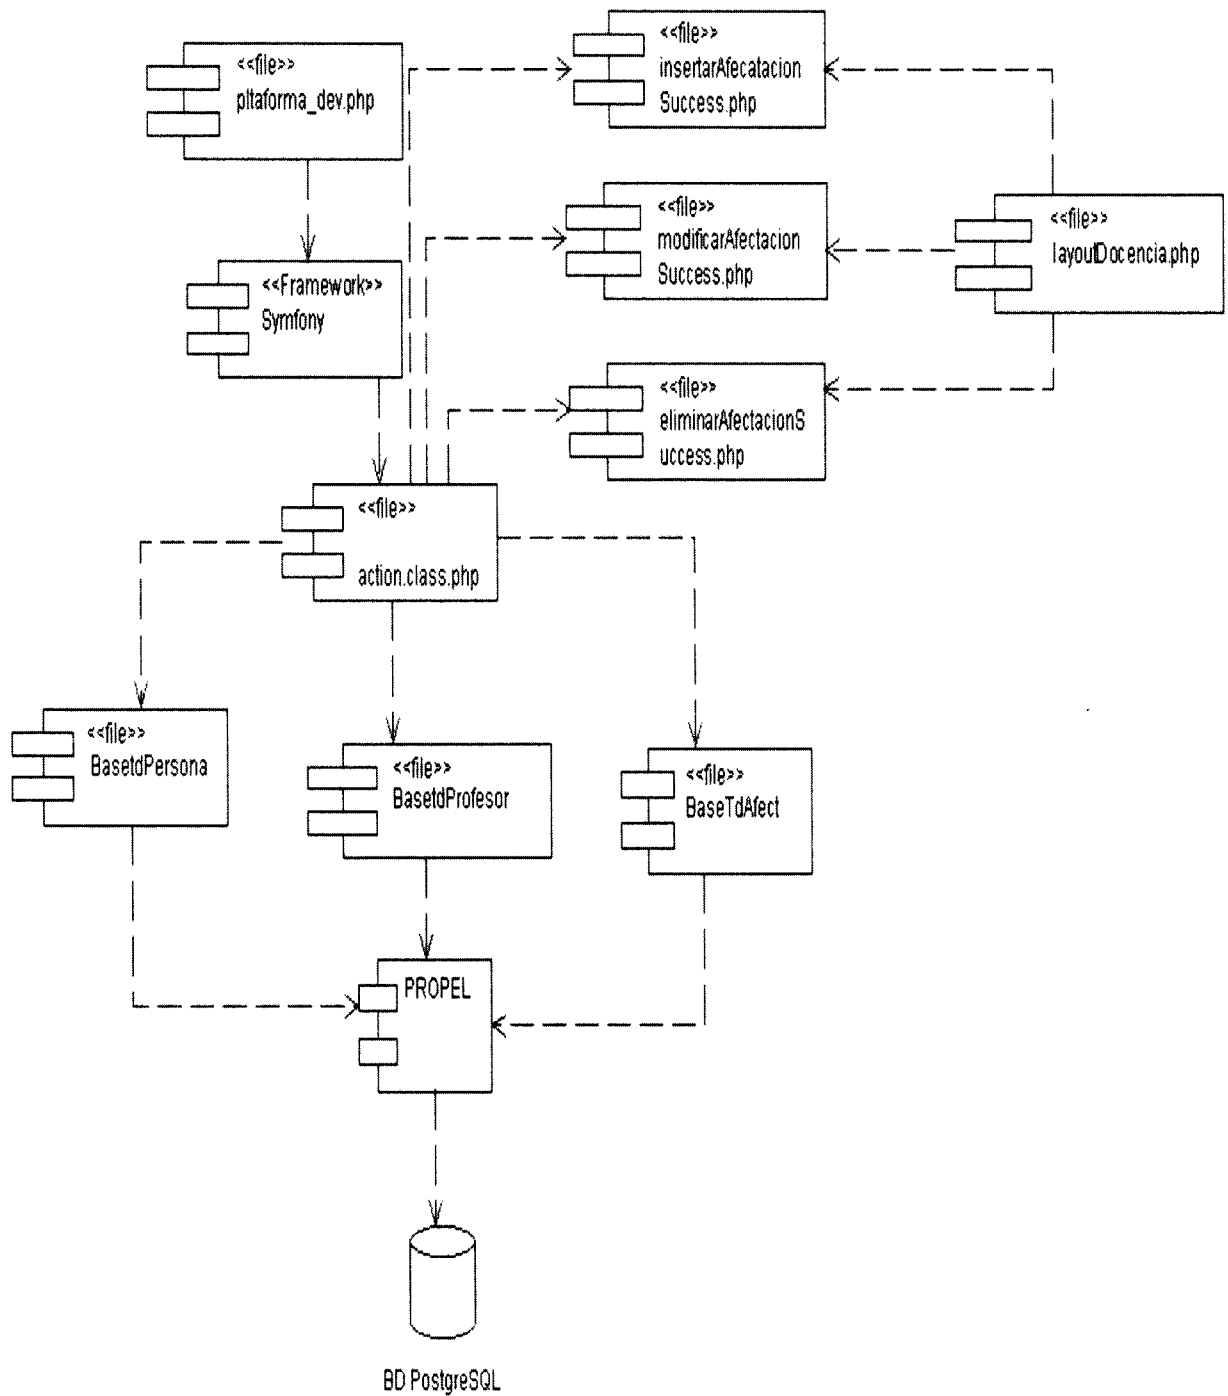 <<file>>
pltaforma_dev.php
<<file>>
insertarAfecatacion
Success.php
<<file>>
modificarAfectacion
Success.php
<<file>>
layoutDocencia.php
<<Framework>>
Symfony
<<file>>
eliminarAfectacionS
uccess.php
<<file>>
action.class.php
<<file>>
BasetdPersona
<<file>>
BasetdProfesor
<<file>>
BaseTdAfect
PROPEL
BD PostgreSQL